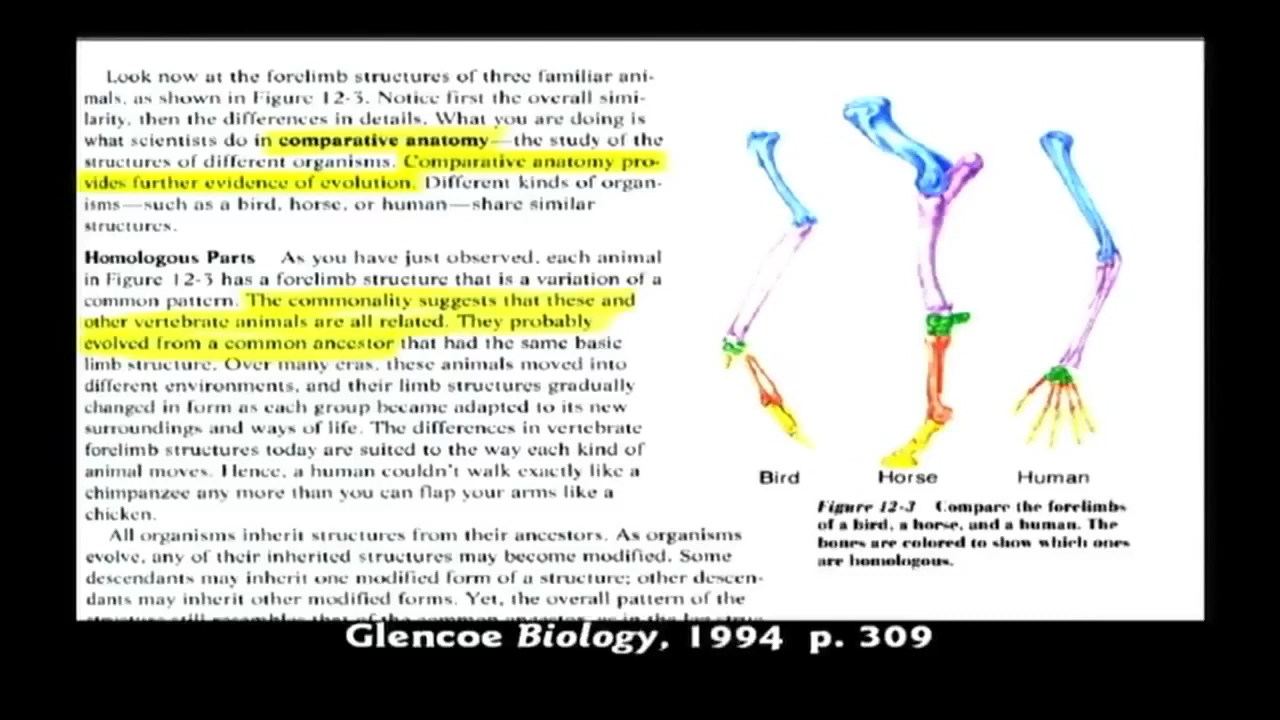 Look now at the forelimb structures of three familiar ani-
mals, as shown in Figure 12-3. Notice first the overall simi-
larity, then the differences in details. What you are doing is
what scientists do in comparative anatomy—the study of the
structures of different organisms. Comparative anatomy pro-
vides further evidence of evolution. Different kinds of organ-
isms—such as a bird, horse, or human—share similar
structures.
Homologous Parts As you have just observed, each animal
in Figure 12-3 has a forelimb structure that is a variation of a
common pattern. The commonality suggests that these and
other vertebrate animals are all related. They probably
evolved from a common ancestor that had the same basic
limb structure. Over many eras, these animals moved into
different environments, and their limb structures gradually
changed in form as each group became adapted to its new
surroundings and ways of life. The differences in vertebrate
forelimb structures today are suited to the way each kind of
animal moves. Hence, a human couldn't walk exactly like a
chimpanzee any more than you can flap your arms like a
chicken.
All organisms inherit structures from their ancestors. As organisms
evolve, any of their inherited structures may become modified. Some
descendants may inherit one modified form of a structure; other descen-
dants may inherit other modified forms. Yet, the overall pattern of the
Bird Horse Human
Figure 12-3 Compare the forelimbs
of a bird, a horse, and a human. The
bones are colored to show which ones
are homologous.
Glencoe Biology, 1994 p. 309